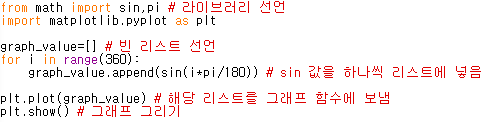 from math import sin,pi # 라이브러리 선언
import matplotlib.pyplot as plt
graph_value=[] # 빈 리스트 선언
for i in range(360):
    graph_value.append(sin(i*pi/180)) # sin 값을 하나씩 리스트에 넣음
plt.plot(graph_value) # 해당 리스트를 그래프 함수에 보냄
plt.show() # 그래프 그리기